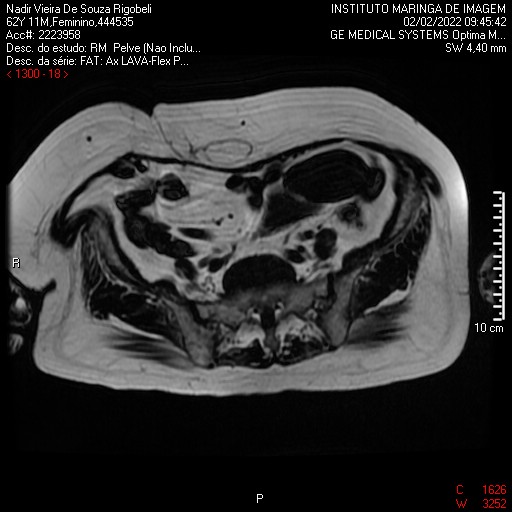 Nadir Vieira De Souza Rigobeli
62Y 11M,Feminino,444535
Acc#: 2223958
Desc. do estudo: RM Pelve (Nao Inclu...
Desc. da série: FAT: Ax LAVA-Flex P...
< 1300 - 18 >
INSTITUTO MARINGA DE IMAGEM
02/02/2022 09:45:42
GE MEDICAL SYSTEMS Optima M...
SW 4,40 mm
R
10 cm
P
C 1626
W 3252